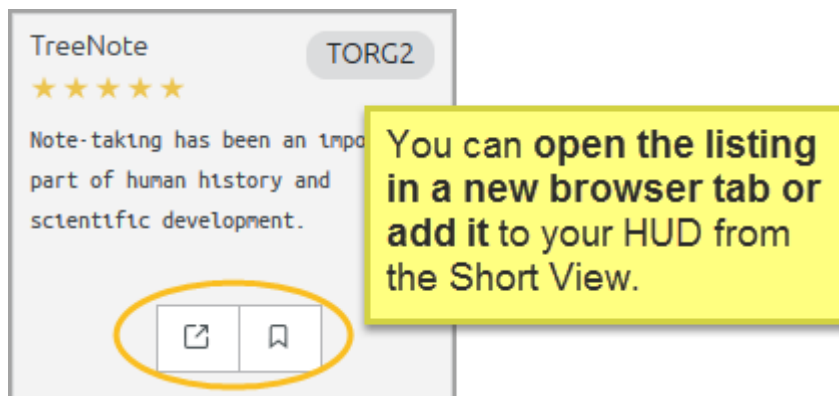 TreeNote
TORG2
Note-taking has been an impo
part of human history and
scientific development.
You can open the listing
in a new browser tab or
add it to your HUD from
the Short View.